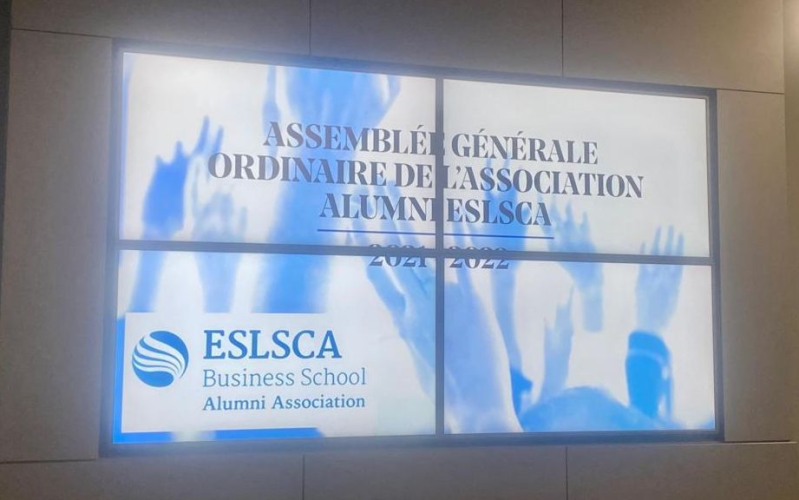 ASSEMBLÉE GÉNÉRALE
ORDINAIRE DE L'ASSOCIATION
ALUMNI ESLSCA
2021 2022
ESLSCA
Business School
Alumni Association